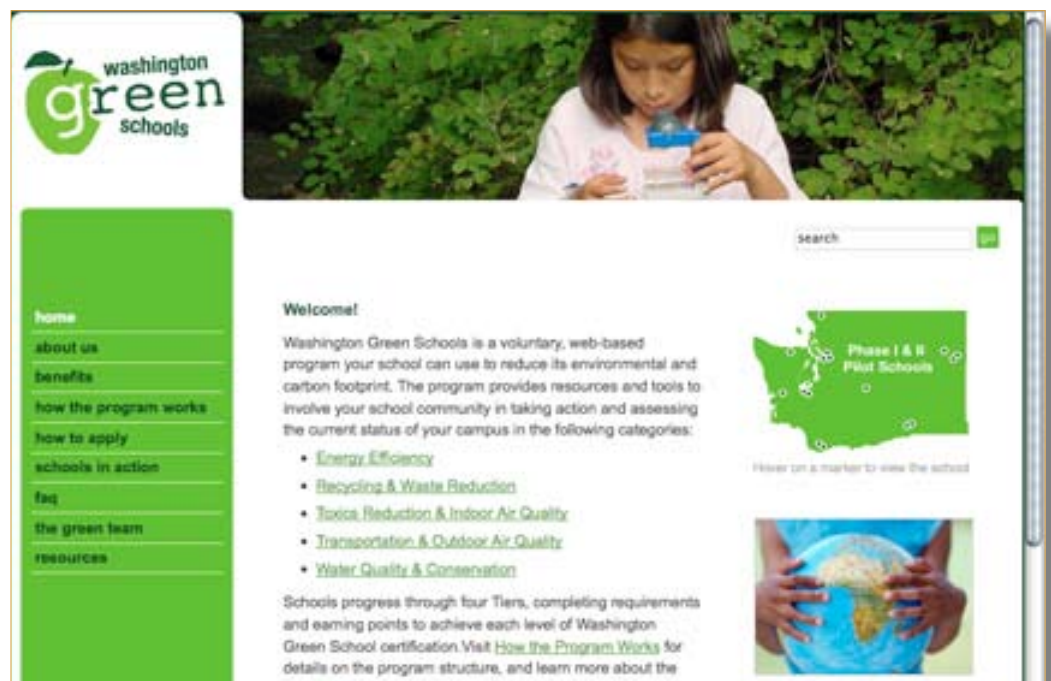 washington
green
schools
search
go
home
about us
benefits
how the program works
how to apply
schools in action
faq
the green team
resources
Welcome!
Washington Green Schools is a voluntary, web-based
program your school can use to reduce its environmental and
carbon footprint. The program provides resources and tools to
involve your school community in taking action and assessing
the current status of your campus in the following categories:
• Energy Efficiency
• Recycling & Waste Reduction
• Toxics Reduction & Indoor Air Quality
• Transportation & Outdoor Air Quality
• Water Quality & Conservation
Schools progress through four Tiers, completing requirements
and earning points to achieve each level of Washington
Green School certification.Visit How the Program Works for
details on the program structure, and learn more about the
Phase I & II
Pilot Schools
Hover on a marker to view the school